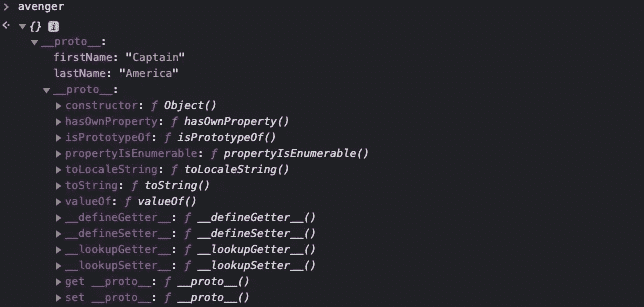 > avenger
<· ▼ {} i
▼ __proto__:
firstName: "Captain"
lastName: "America"
▼ __proto__:
▶ constructor: ƒ Object()
▶ hasOwnProperty: ƒ hasOwnProperty()
▶ isPrototypeOf: ƒ isPrototypeOf()
▶ propertyIsEnumerable: ƒ propertyIsEnumerable()
▶ toLocaleString: ƒ toLocaleString()
▶ toString: ƒ toString()
▶ valueOf: ƒ valueOf()
▶ __defineGetter__: ƒ __defineGetter__()
▶ __defineSetter__: ƒ __defineSetter__()
▶ __lookupGetter__: ƒ __lookupGetter__()
▶ __lookupSetter__: ƒ __lookupSetter__()
▶ get __proto__: ƒ __proto__()
▶ set __proto__: ƒ __proto__()